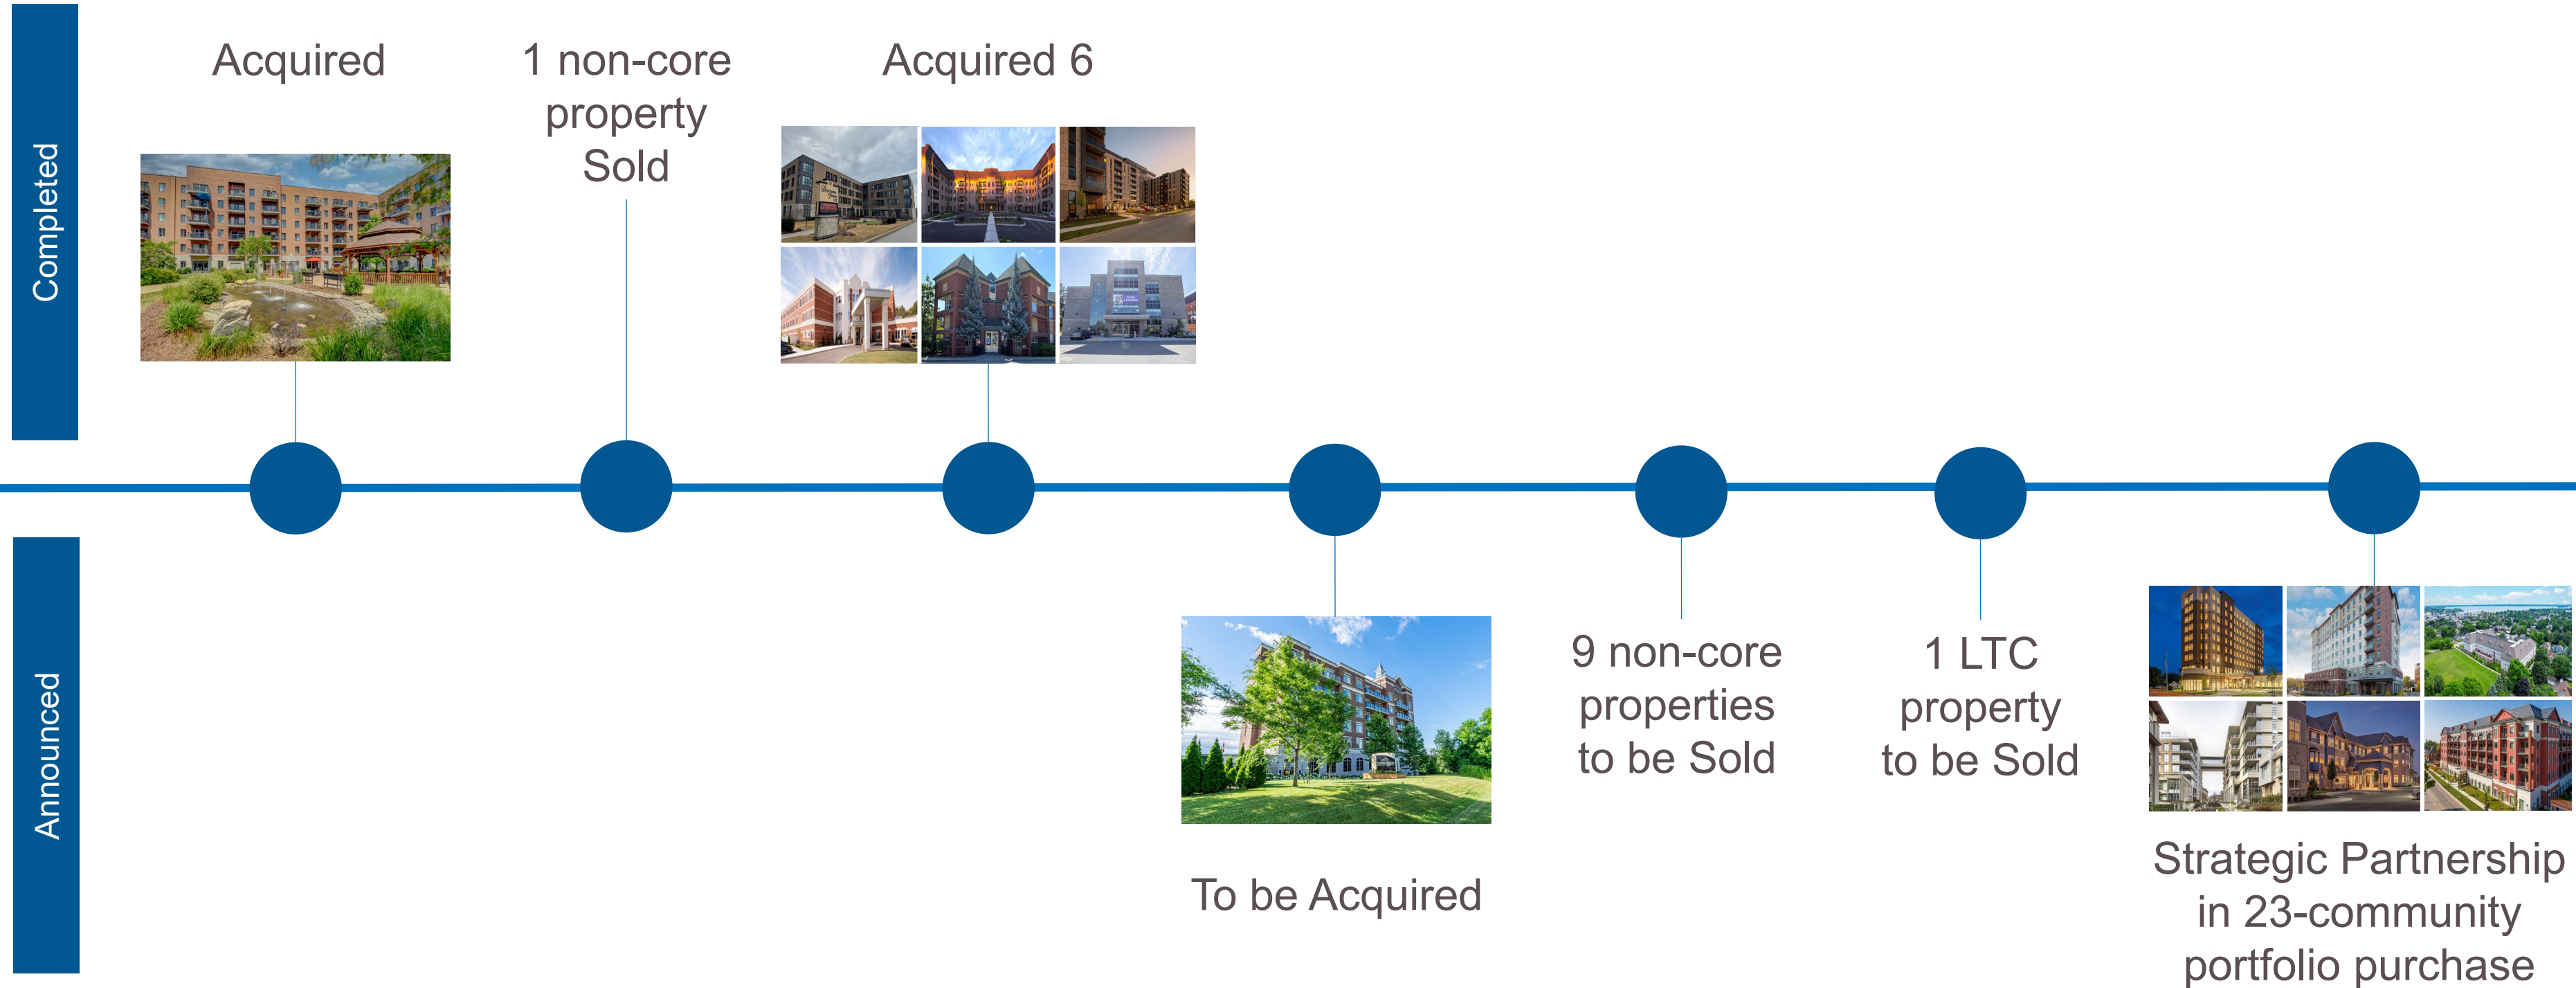 Completed
Acquired
1 non-core
property
Sold
Acquired 6
Announced
To be Acquired
9 non-core
properties
to be Sold
1 LTC
property
to be Sold
Strategic Partnership
in 23-community
portfolio purchase